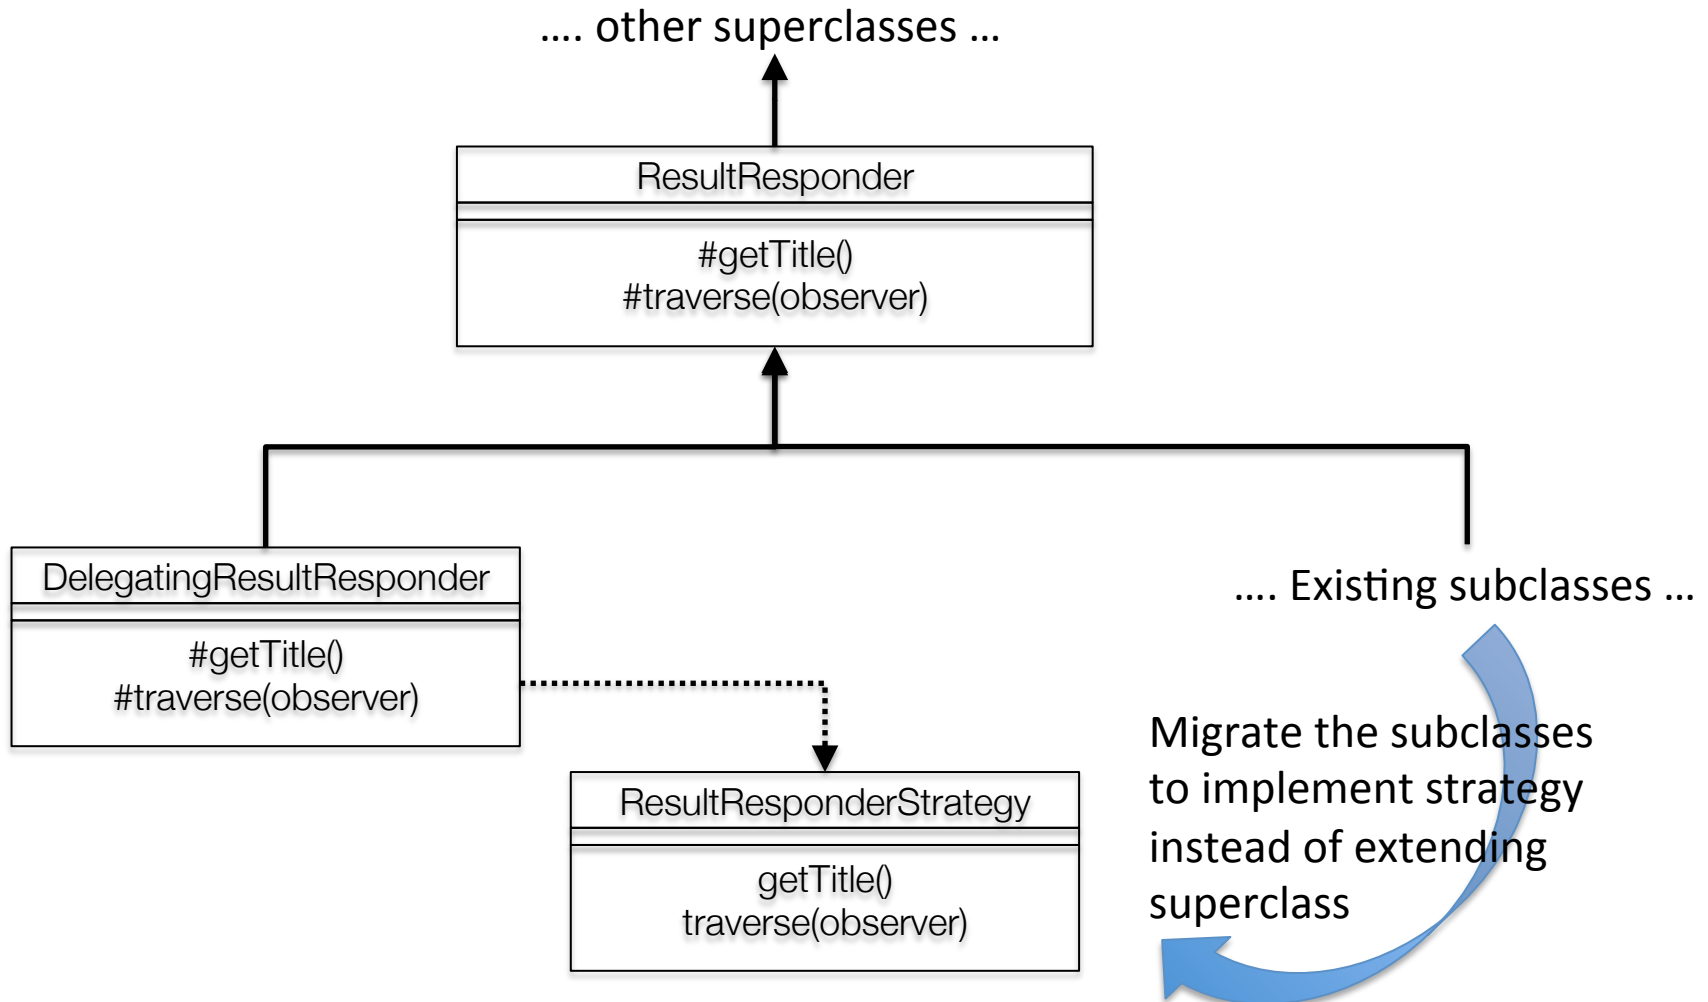 .... other superclasses ...
ResultResponder
#getTitle()
#traverse(observer)
DelegatingResultResponder
#getTitle()
#traverse(observer)
.... Existing subclasses ...
Migrate the subclasses
to implement strategy
instead of extending
superclass
ResultResponderStrategy
getTitle()
traverse(observer)